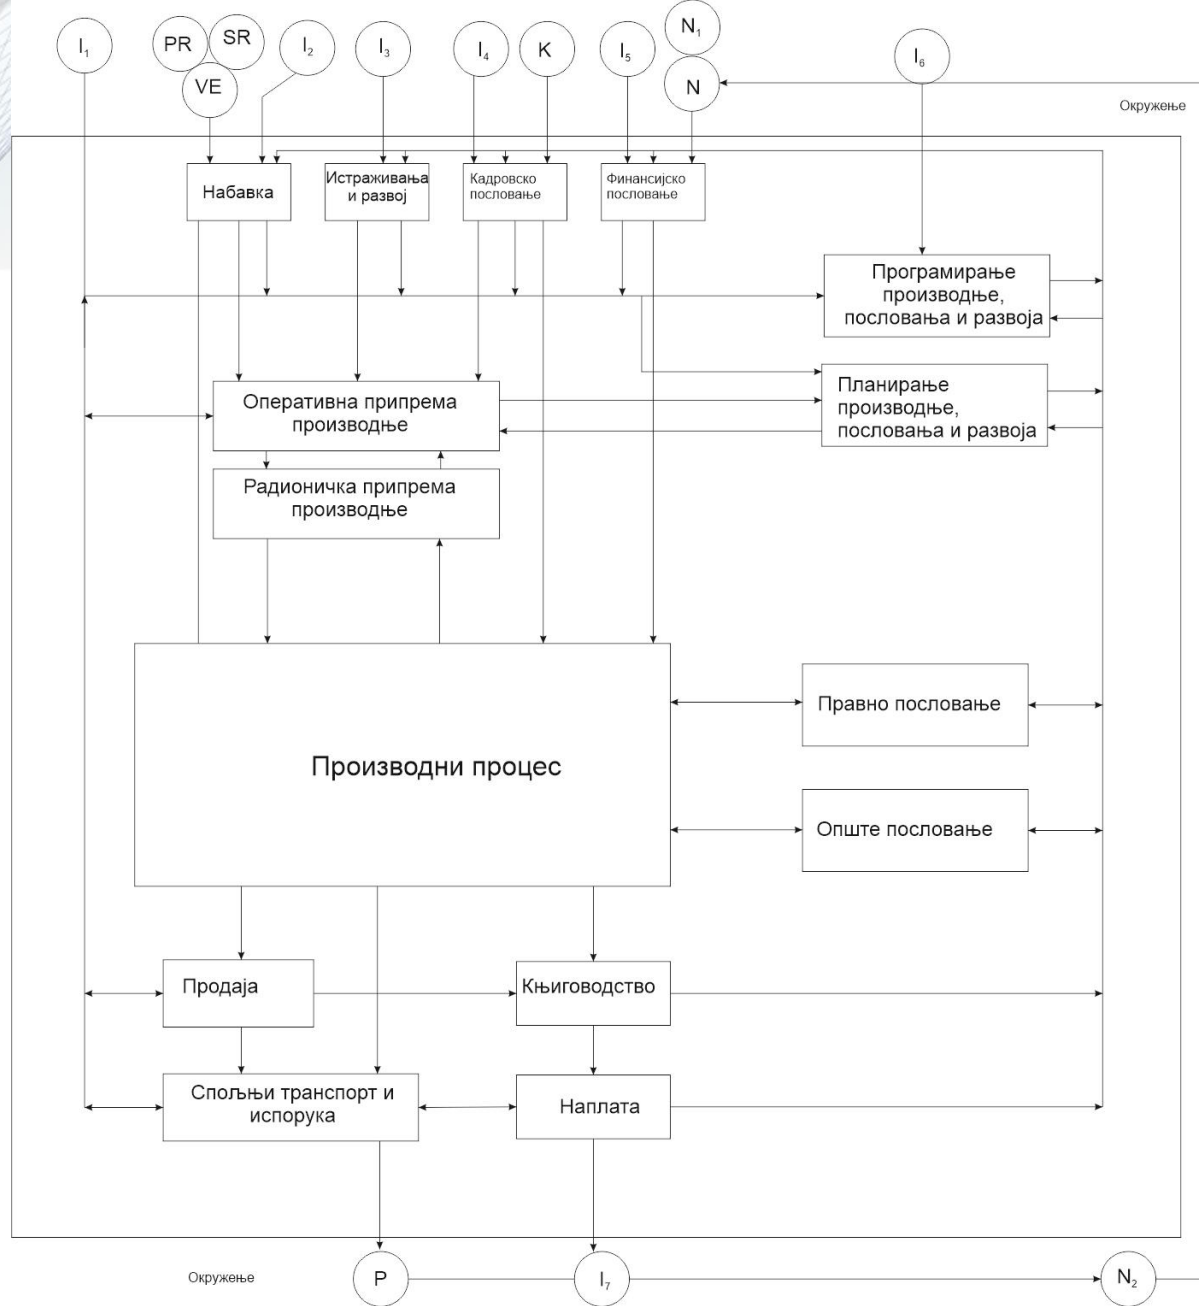 I₁
PR
SR
VE
I₂
I₃
I₄
K
I₅
N₁
N
I₆
Окружење
Набавка
Истраживања
и развој
Кадровско
пословање
Финансијско
пословање
Програмирање
производње,
пословања и развоја
Оперативна припрема
производње
Планирање
производње,
пословања и развоја
Радионичка припрема
производње
Производни процес
Правно пословање
Опште пословање
Продаја
Књиговодство
Спољњи транспорт и
испорука
Наплата
Окружење
P
I₇
N₂